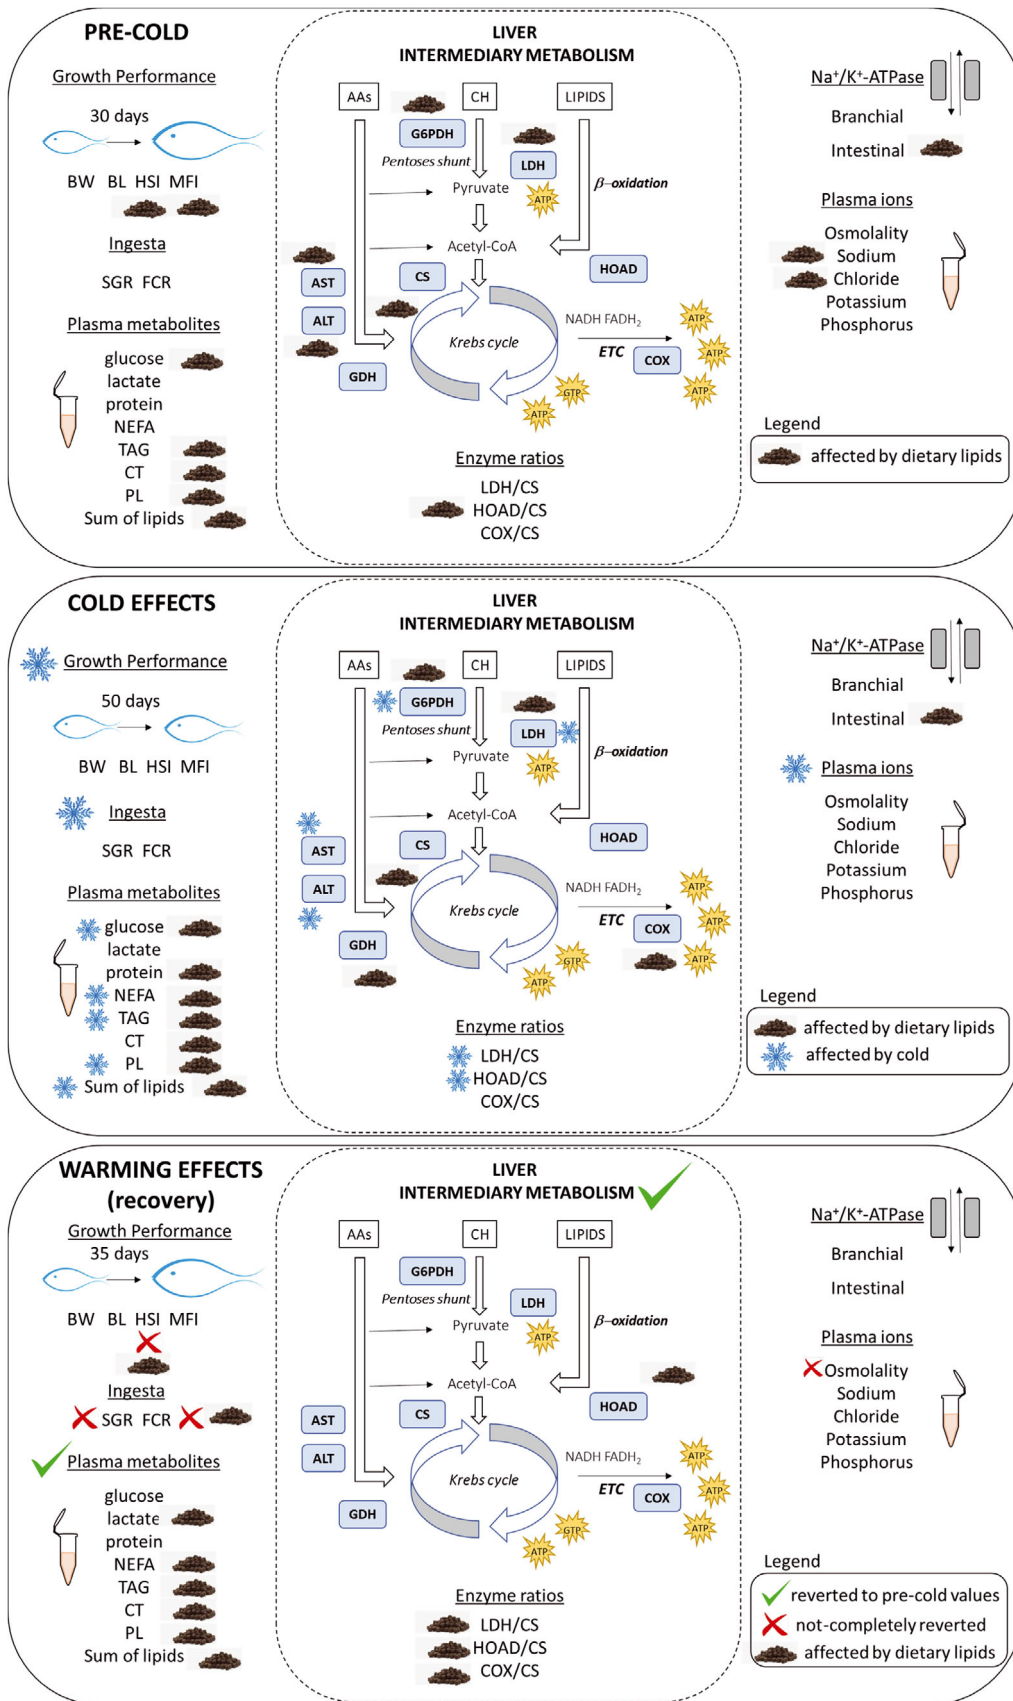 PRE-COLD
Growth Performance
30 days
BW BL HSI MFI
Ingesta
SGR FCR
Plasma metabolites
glucose
lactate
protein
NEFA
TAG
CT
PL
Sum of lipids
LIVER
INTERMEDIARY METABOLISM
AAs
CH
LIPIDS
G6PDH
Pentoses shunt
LDH
Pyruvate
ATP
β–oxidation
Acetyl-CoA
AST
CS
HOAD
ALT
GDH
Krebs cycle
NADH FADH₂
ETC
COX
ATP
ATP
ATP
GTP
ATP
Enzyme ratios
LDH/CS
HOAD/CS
COX/CS
Na⁺/K⁺-ATPase
Branchial
Intestinal
Plasma ions
Osmolality
Sodium
Chloride
Potassium
Phosphorus
Legend
affected by dietary lipids
COLD EFFECTS
Growth Performance
50 days
BW BL HSI MFI
Ingesta
SGR FCR
Plasma metabolites
glucose
lactate
protein
NEFA
TAG
CT
PL
Sum of lipids
LIVER
INTERMEDIARY METABOLISM
AAs
CH
LIPIDS
G6PDH
Pentoses shunt
LDH
Pyruvate
ATP
β–oxidation
Acetyl-CoA
AST
CS
HOAD
ALT
GDH
Krebs cycle
NADH FADH₂
ETC
COX
ATP
ATP
ATP
GTP
ATP
Enzyme ratios
LDH/CS
HOAD/CS
COX/CS
Na⁺/K⁺-ATPase
Branchial
Intestinal
Plasma ions
Osmolality
Sodium
Chloride
Potassium
Phosphorus
Legend
affected by dietary lipids
affected by cold
WARMING EFFECTS
(recovery)
Growth Performance
35 days
BW BL HSI MFI
Ingesta
SGR FCR
Plasma metabolites
glucose
lactate
protein
NEFA
TAG
CT
PL
Sum of lipids
LIVER
INTERMEDIARY METABOLISM
AAs
CH
LIPIDS
G6PDH
Pentoses shunt
LDH
Pyruvate
ATP
β–oxidation
Acetyl-CoA
AST
CS
HOAD
ALT
GDH
Krebs cycle
NADH FADH₂
ETC
COX
ATP
ATP
ATP
GTP
ATP
Enzyme ratios
LDH/CS
HOAD/CS
COX/CS
Na⁺/K⁺-ATPase
Branchial
Intestinal
Plasma ions
Osmolality
Sodium
Chloride
Potassium
Phosphorus
Legend
reverted to pre-cold values
not-completely reverted
affected by dietary lipids